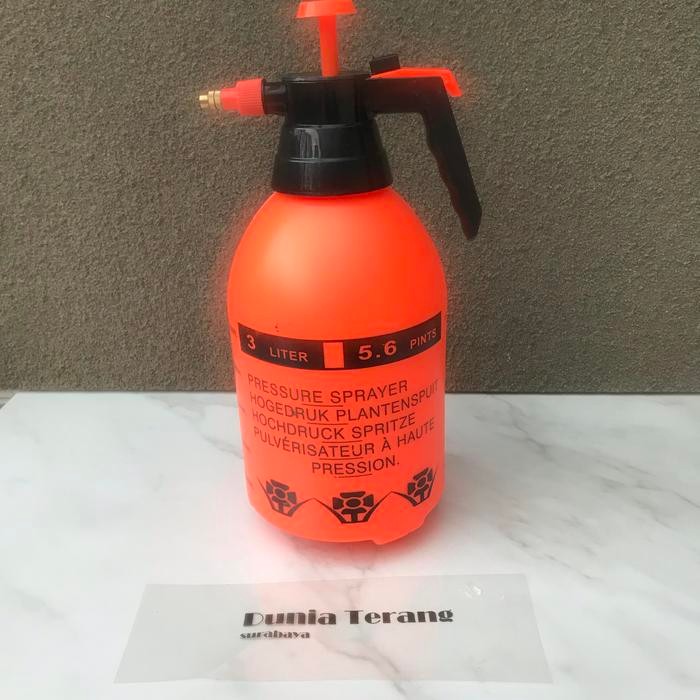 3 LITER 5.6 PINTS
PRESSURE SPRAYER
HOGEDRUK PLANTENSPUIT
HOCHDRUCK SPRITZE
PULVÉRISATEUR À HAUTE
PRESSION.
Dunia Terang
surabaya